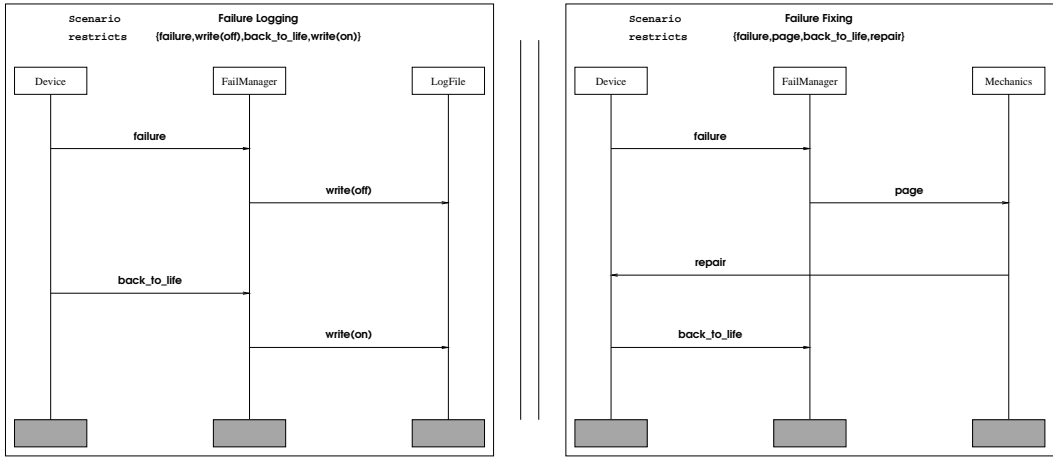 Scenario Failure Logging
restricts {failure,write(off),back_to_life,write(on)}
Device FailManager LogFile
failure
write(off)
back_to_life
write(on)
Scenario Failure Fixing
restricts {failure,page,back_to_life,repair}
Device FailManager Mechanics
failure
page
repair
back_to_life